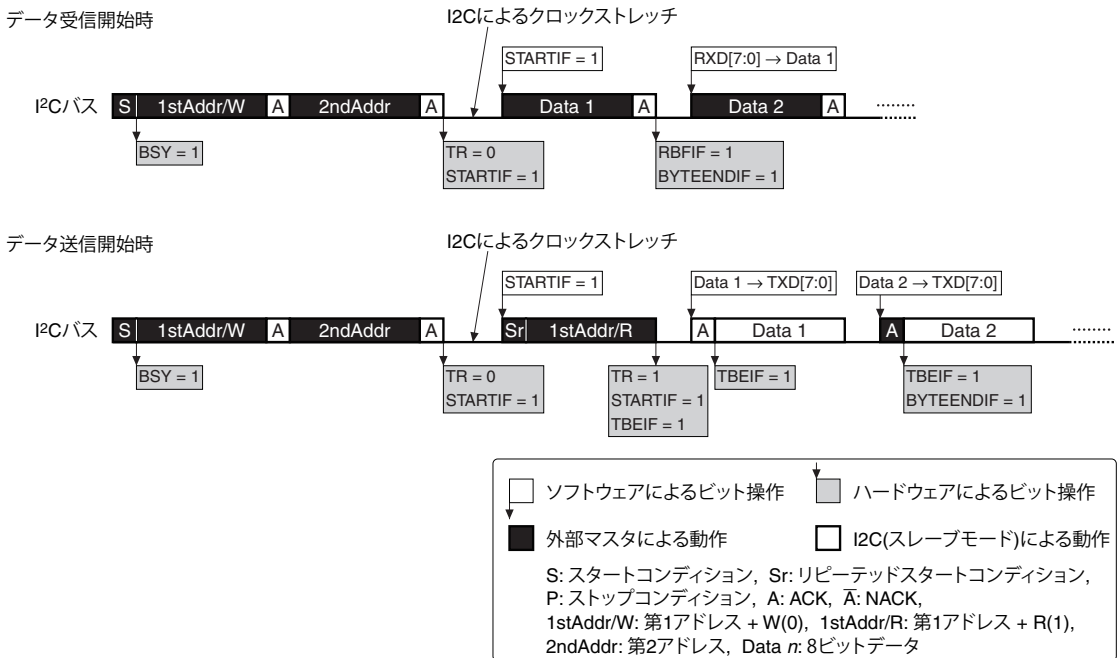 データ受信開始時
I2Cによるクロックストレッチ
STARTIF = 1
RXD[7:0] → Data 1
I²Cバス S 1stAddr/W A 2ndAddr A Data 1 A Data 2 A
BSY = 1
TR = 0
STARTIF = 1
RBFIF = 1
BYTEENDIF = 1
データ送信開始時
I2Cによるクロックストレッチ
STARTIF = 1
Data 1 → TXD[7:0]
Data 2 → TXD[7:0]
I²Cバス S 1stAddr/W A 2ndAddr A Sr 1stAddr/R A Data 1 A Data 2
BSY = 1
TR = 0
STARTIF = 1
TR = 1
STARTIF = 1
TBEIF = 1
TBEIF = 1
TBEIF = 1
BYTEENDIF = 1
ソフトウェアによるビット操作
ハードウェアによるビット操作
外部マスタによる動作
I2C(スレーブモード)による動作
S: スタートコンディション, Sr: リピーテッドスタートコンディション,
P: ストップコンディション, A: ACK, A̅: NACK,
1stAddr/W: 第1アドレス + W(0), 1stAddr/R: 第1アドレス + R(1),
2ndAddr: 第2アドレス, Data n: 8ビットデータ